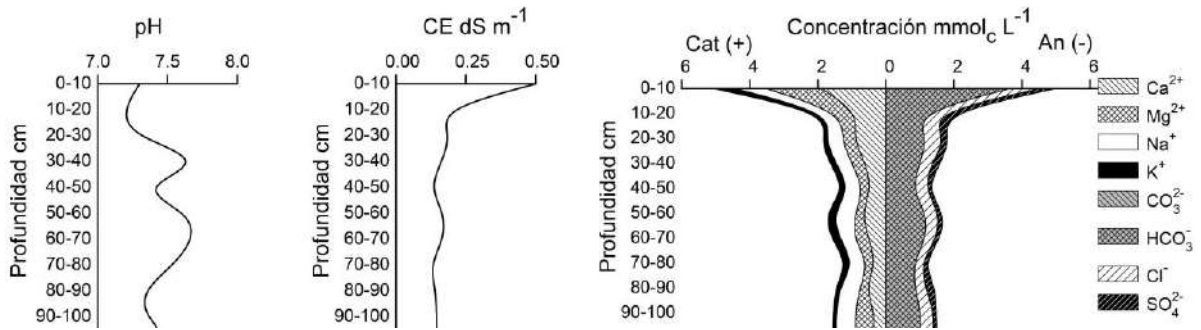 pH
7.0 7.5 8.0
Profundidad cm
0-10
10-20
20-30
30-40
40-50
50-60
60-70
70-80
80-90
90-100
CE dS m⁻¹
0.00 0.25 0.50
Profundidad cm
0-10
10-20
20-30
30-40
40-50
50-60
60-70
70-80
80-90
90-100
Concentración mmol_c L⁻¹
Cat (+) An (-)
6 4 2 0 2 4 6
Profundidad cm
0-10
10-20
20-30
30-40
40-50
50-60
60-70
70-80
80-90
90-100
Ca²⁺
Mg²⁺
Na⁺
K⁺
CO₃²⁻
HCO₃⁻
Cl⁻
SO₄²⁻